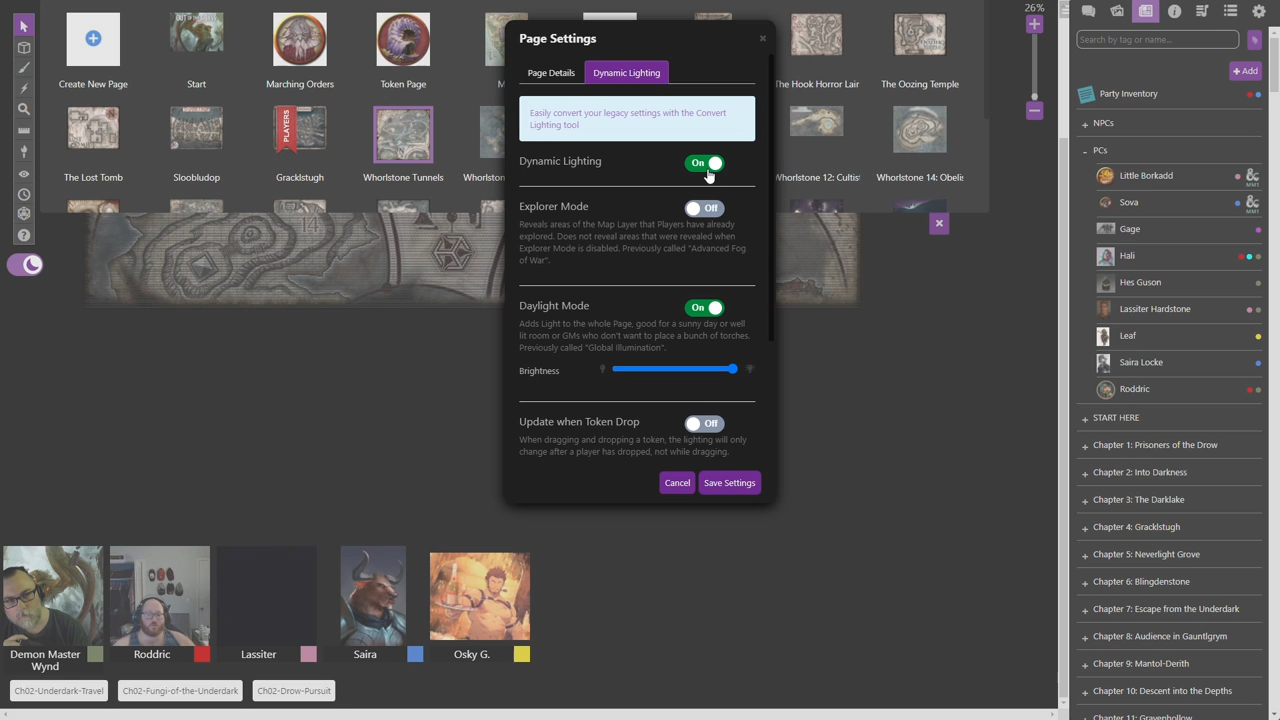 26%
Create New Page
Start
Marching Orders
Token Page
The Hook Horror Lair
The Oozing Temple
PLAYERS
The Lost Tomb
Sloobludop
Gracklstugh
Whorlstone Tunnels
Whorlstone 12: Cultis
Whorlstone 14: Obelis
Page Settings
Page Details
Dynamic Lighting
Easily convert your legacy settings with the Convert
Lighting tool
Dynamic Lighting
On
Explorer Mode
Off
Reveals areas of the Map Layer that Players have already
explored. Does not reveal areas that were revealed when
Explorer Mode is disabled. Previously called "Advanced Fog
of War".
Daylight Mode
On
Adds Light to the whole Page, good for a sunny day or well
lit room or GMs who don't want to place a bunch of torches.
Previously called "Global Illumination".
Brightness
Update when Token Drop
Off
When dragging and dropping a token, the lighting will only
change after a player has dropped, not while dragging.
Cancel
Save Settings
Search by tag or name...
+ Add
Party Inventory
NPCs
PCs
Little Borkadd
Sova
Gage
Hali
Hes Guson
Lassiter Hardstone
Leaf
Saira Locke
Roddric
START HERE
Chapter 1: Prisoners of the Drow
Chapter 2: Into Darkness
Chapter 3: The Darklake
Chapter 4: Gracklstugh
Chapter 5: Neverlight Grove
Chapter 6: Blingdenstone
Chapter 7: Escape from the Underdark
Chapter 8: Audience in Gauntlgrym
Chapter 9: Mantol-Derith
Chapter 10: Descent into the Depths
Chapter 11: Gravenhollow
Demon Master
Wynd
Roddric
Lassiter
Saira
Osky G.
Ch02-Underdark-Travel
Ch02-Fungi-of-the-Underdark
Ch02-Drow-Pursuit